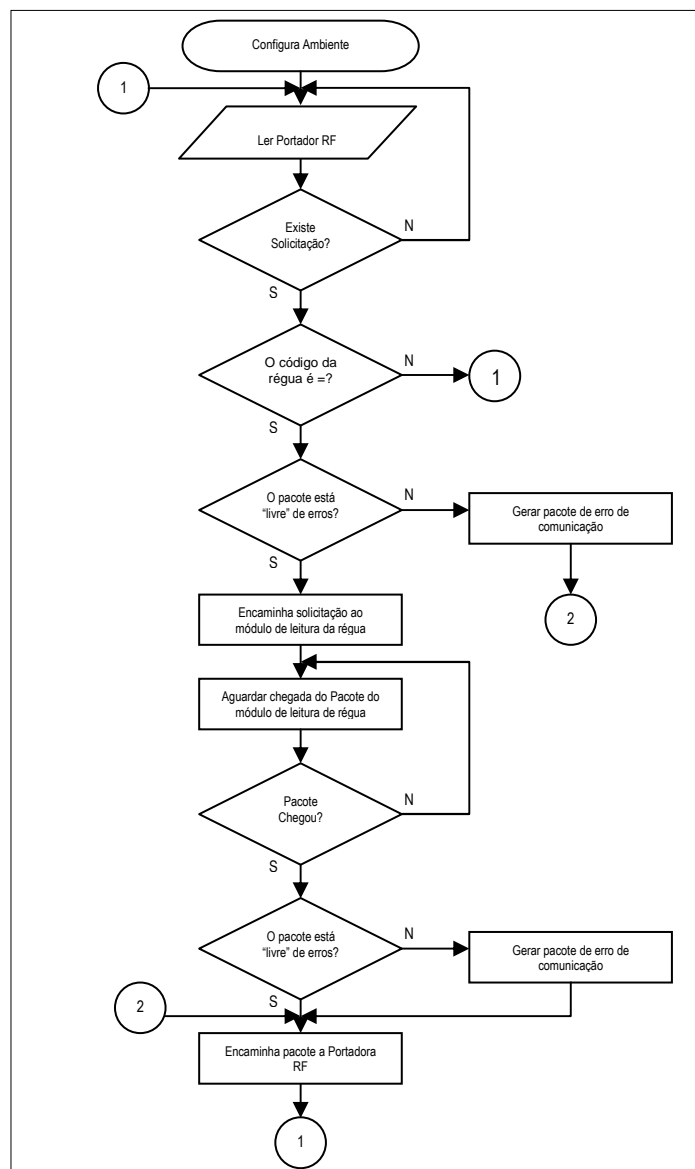 Configura Ambiente
1
Ler Portador RF
Existe
Solicitação?
N
S
O código da
régua é =?
N
1
S
O pacote está
“livre” de erros?
N
Gerar pacote de erro de
comunicação
S
2
Encaminha solicitação ao
módulo de leitura da régua
Aguardar chegada do Pacote do
módulo de leitura de régua
Pacote
Chegou?
N
S
O pacote está
“livre” de erros?
N
Gerar pacote de erro de
comunicação
S
2
Encaminha pacote a Portadora
RF
1